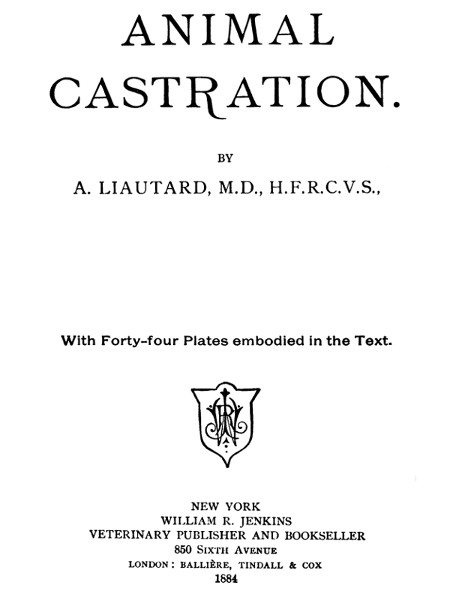 ANIMAL
CASTRATION.
BY
A. LIAUTARD, M.D., H.F.R.C.V.S.,
With Forty-four Plates embodied in the Text.
NEW YORK
WILLIAM R. JENKINS
VETERINARY PUBLISHER AND BOOKSELLER
850 SIXTH AVENUE
LONDON: BALLIÈRE, TINDALL & COX
1884